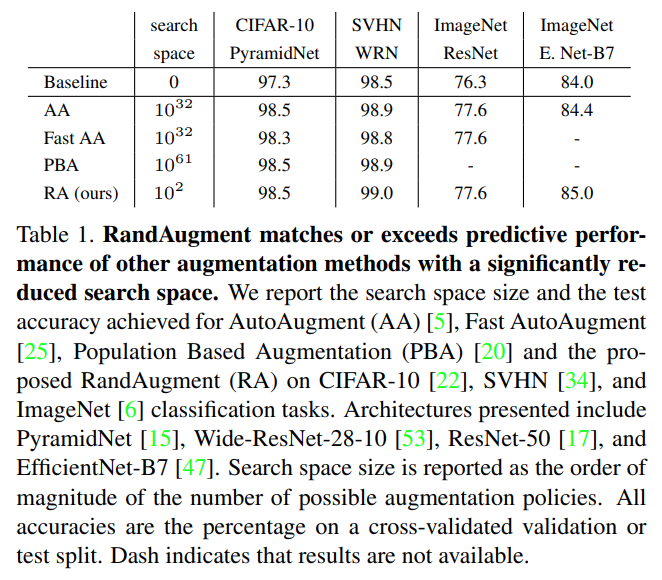 search CIFAR-10 SVHN ImageNet ImageNet
space PyramidNet WRN ResNet E. Net-B7
Baseline 0 97.3 98.5 76.3 84.0
AA 10^32 98.5 98.9 77.6 84.4
Fast AA 10^32 98.3 98.8 77.6 -
PBA 10^61 98.5 98.9 - -
RA (ours) 10^2 98.5 99.0 77.6 85.0
Table 1. RandAugment matches or exceeds predictive perfor-
mance of other augmentation methods with a significantly re-
duced search space. We report the search space size and the test
accuracy achieved for AutoAugment (AA) [5], Fast AutoAugment
[25], Population Based Augmentation (PBA) [20] and the pro-
posed RandAugment (RA) on CIFAR-10 [22], SVHN [34], and
ImageNet [6] classification tasks. Architectures presented include
PyramidNet [15], Wide-ResNet-28-10 [53], ResNet-50 [17], and
EfficientNet-B7 [47]. Search space size is reported as the order of
magnitude of the number of possible augmentation policies. All
accuracies are the percentage on a cross-validated validation or
test split. Dash indicates that results are not available.